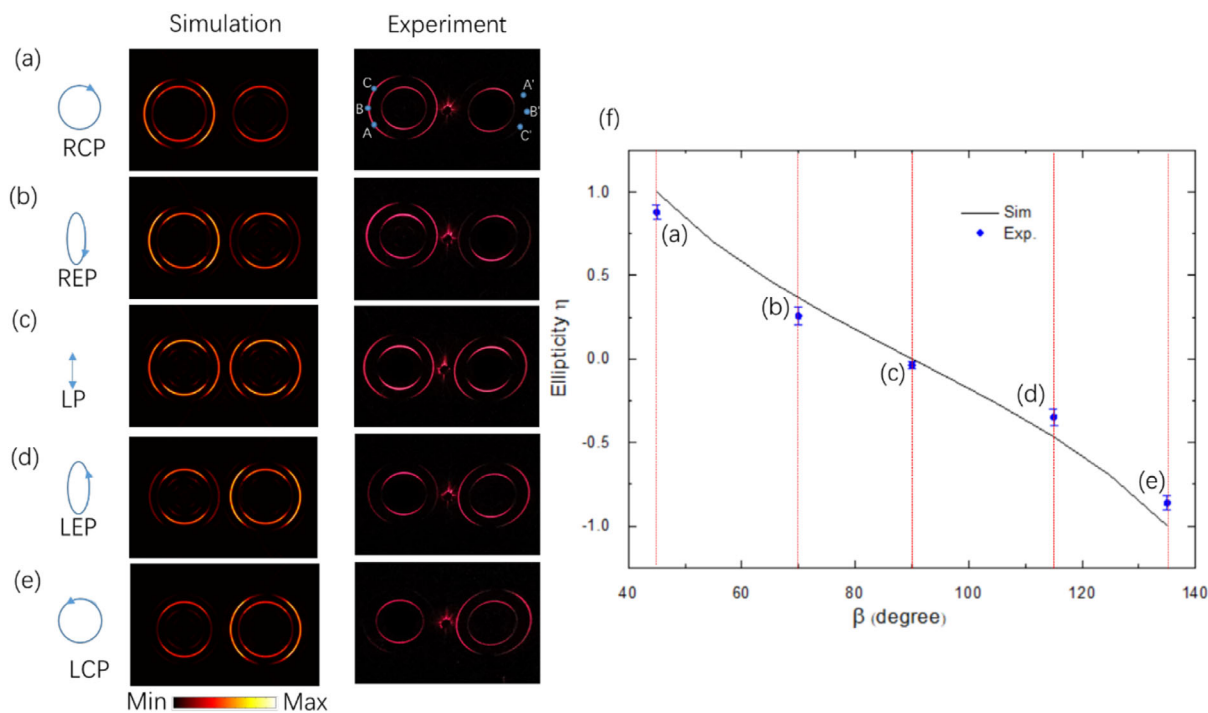 Simulation Experiment
(a)
RCP
C
B
A
A'
B'
C'
(b)
REP
(c)
LP
(d)
LEP
(e)
LCP
Min Max
(f)
Ellipticity η
1.0
0.5
0.0
-0.5
-1.0
Sim
Exp.
(a)
(b)
(c)
(d)
(e)
40 60 80 100 120 140
β (degree)